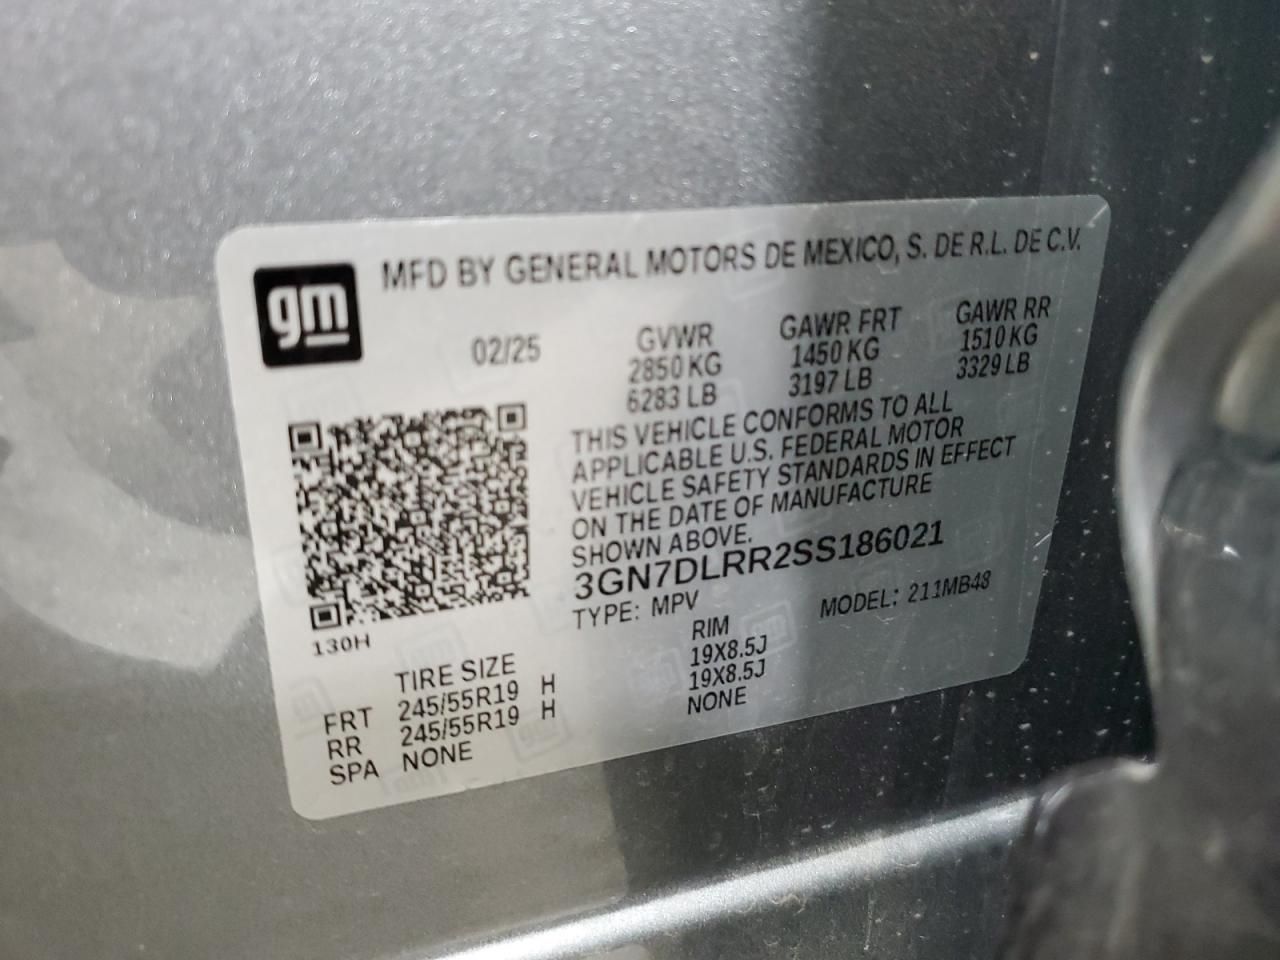 gm
MFD BY GENERAL MOTORS DE MEXICO, S. DE R.L. DE C.V.
02/25 GVWR GAWR FRT GAWR RR
2850 KG 1450 KG 1510 KG
6283 LB 3197 LB 3329 LB
THIS VEHICLE CONFORMS TO ALL
APPLICABLE U.S. FEDERAL MOTOR
VEHICLE SAFETY STANDARDS IN EFFECT
ON THE DATE OF MANUFACTURE
SHOWN ABOVE.
3GN7DLRR2SS186021
TYPE: MPV MODEL: 211MB48
130H
TIRE SIZE RIM
FRT 245/55R19 H 19X8.5J
RR 245/55R19 H 19X8.5J
SPA NONE NONE